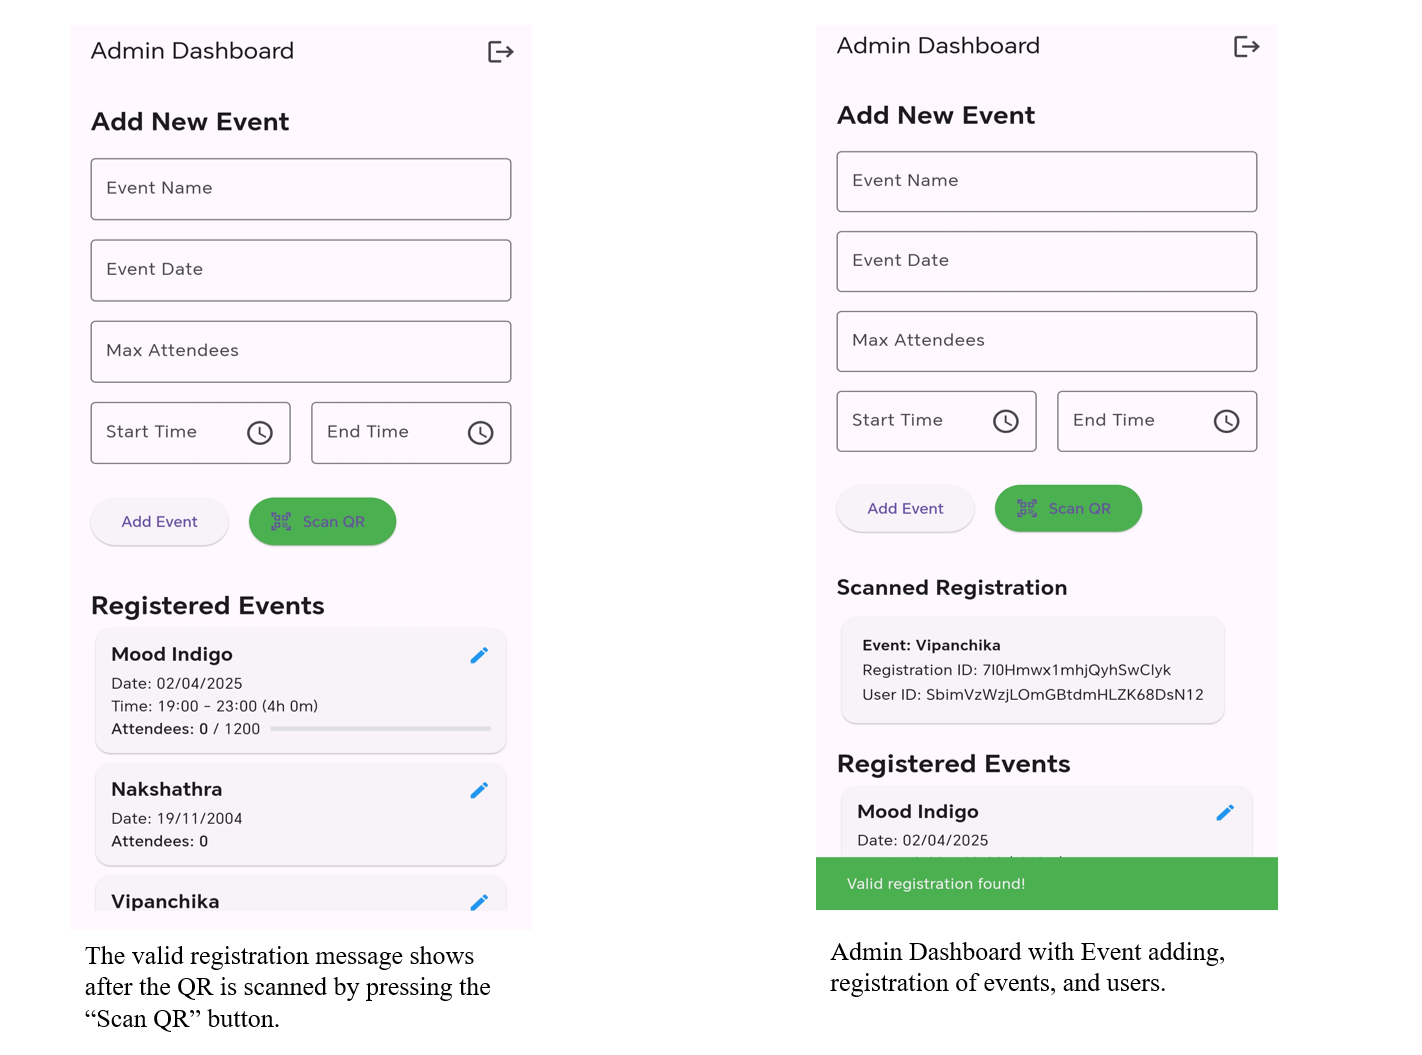 Admin Dashboard
Add New Event
Event Name
Event Date
Max Attendees
Start Time
End Time
Add Event
Scan QR
Registered Events
Mood Indigo
Date: 02/04/2025
Time: 19:00 - 23:00 (4h 0m)
Attendees: 0 / 1200
Nakshathra
Date: 19/11/2004
Attendees: 0
Vipanchika
The valid registration message shows
after the QR is scanned by pressing the
“Scan QR” button.
Admin Dashboard
Add New Event
Event Name
Event Date
Max Attendees
Start Time
End Time
Add Event
Scan QR
Scanned Registration
Event: Vipanchika
Registration ID: 7I0Hmwx1mhjQyhSwClyk
User ID: SbimVzWzjLOmGBtdmHLZK68DsN12
Registered Events
Mood Indigo
Date: 02/04/2025
Valid registration found!
Admin Dashboard with Event adding,
registration of events, and users.